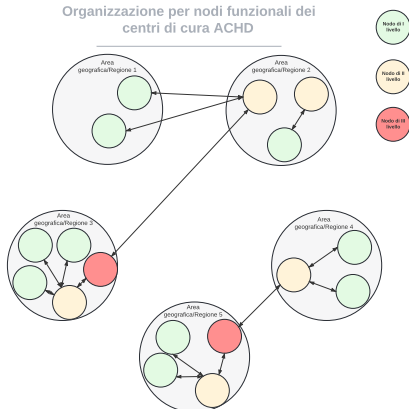 Organizzazione per nodi funzionali dei
centri di cura ACHD
Nodo di I
livello
Nodo di II
livello
Nodo di III
livello
Area
geografica/Regione 1
Area
geografica/Regione 2
Area
geografica/Regione 3
Area
geografica/Regione 4
Area
geografica/Regione 5